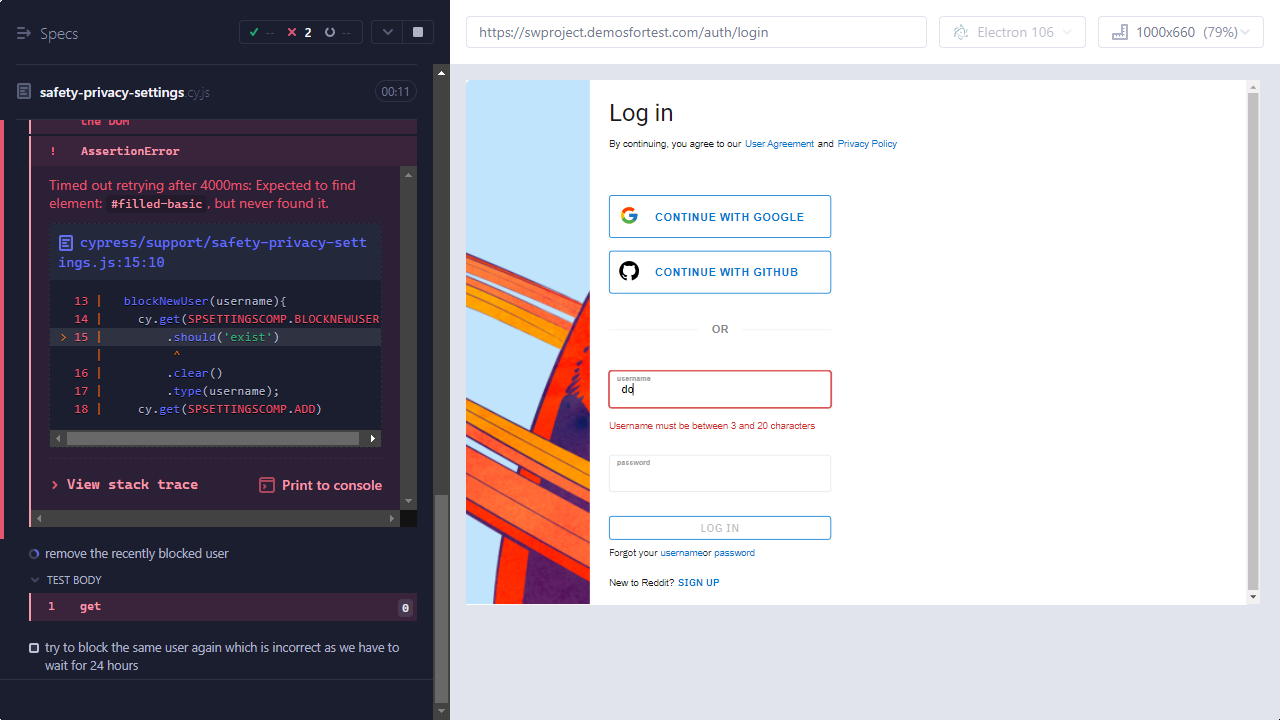 Specs
-- 2 --
safety-privacy-settings.cy.js
00:11
the DOM
! AssertionError
Timed out retrying after 4000ms: Expected to find
element: #filled-basic, but never found it.
cypress/support/safety-privacy-sett
ings.js:15:10
13 | blockNewUser(username){
14 | cy.get(SPSETTINGSCOMP.BLOCKNEWUSER
> 15 | .should('exist')
| ^
16 | .clear()
17 | .type(username);
18 | cy.get(SPSETTINGSCOMP.ADD)
> View stack trace
Print to console
remove the recently blocked user
TEST BODY
1 get 0
try to block the same user again which is incorrect as we have to
wait for 24 hours
https://swproject.demosfortest.com/auth/login
Electron 106
1000x660 (79%)
Log in
By continuing, you agree to our User Agreement and Privacy Policy
CONTINUE WITH GOOGLE
CONTINUE WITH GITHUB
OR
username
do
Username must be between 3 and 20 characters
password
LOG IN
Forgot your usernameor password
New to Reddit? SIGN UP